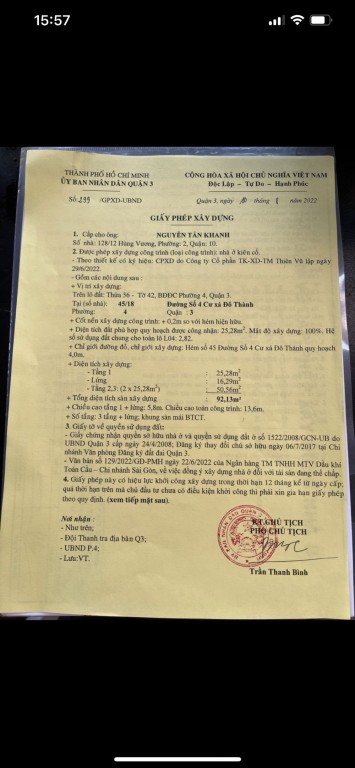 15:57
THÀNH PHỐ HỒ CHÍ MINH
ỦY BAN NHÂN DÂN QUẬN 3
CỘNG HÒA XÃ HỘI CHỦ NGHĨA VIỆT NAM
Độc Lập - Tự Do - Hạnh Phúc
Số: /GPXD-UBND
Quận 3, ngày tháng năm 2022
GIẤY PHÉP XÂY DỰNG
1. Cấp cho ông: NGUYỄN TẤN KHANH
Số nhà: 128/12 Hùng Vương, Phường: 2, Quận: 10.
2. Được phép xây dựng công trình (loại công trình): nhà ở kiên cố.
- Theo thiết kế có ký hiệu: CPXD do Công ty Cổ phần TK-XD-TM Thiên Vũ lập ngày
29/6/2022.
- Gồm các nội dung sau:
+ Vị trí xây dựng:
Trên lô đất: Thửa 56 - Tờ 42, BĐĐC Phường 4, Quận 3.
Tại (số nhà): 45/18 Đường Số 4 Cư xá Đô Thành
Phường: 4 Quận : 3
+ Cốt nền xây dựng công trình: + 0,2m so với hẻm hiện hữu.
+ Diện tích đất phù hợp quy hoạch được công nhận: 25,28m². Mật độ xây dựng: 100%. Hệ
số sử dụng đất chung cho toàn lô L04: 2,82.
+ Chỉ giới đường đỏ, chỉ giới xây dựng: Hẻm số 45 Đường Số 4 Cư xá Đô Thành quy hoạch
4,0m.
+ Diện tích xây dựng:
- Tầng 1 : 25,28m²
- Lửng : 16,29m²
- Tầng 2,3: (2 x 25,28m²) : 50,56m²
+ Tổng diện tích sàn xây dựng : 92,13m²
+ Chiều cao tầng 1 + lửng: 5,8m. Chiều cao toàn công trình: 13,6m.
+ Số tầng: 3 tầng + lửng; khung sàn mái BTCT.
3. Giấy tờ về quyền sử dụng đất:
- Giấy chứng nhận quyền sở hữu nhà ở và quyền sử dụng đất ở số 1522/2008/GCN-UB do
UBND Quận 3 cấp ngày 24/4/2008; Đăng ký thay đổi chủ sở hữu ngày 06/7/2017 tại Chi
nhánh Văn phòng Đăng ký đất đai Quận 3.
- Văn bản số 129/2022/GD-PMH ngày 22/6/2022 của Ngân hàng TM TNHH MTV Dầu khí
Toàn Cầu – Chi nhánh Sài Gòn, về việc đồng ý xây dựng nhà ở đối với tài sản đang thế chấp.
4. Giấy phép này có hiệu lực khởi công xây dựng trong thời hạn 12 tháng kể từ ngày cấp;
quá thời hạn trên mà chủ đầu tư chưa có điều kiện khởi công thì phải xin gia hạn giấy phép
theo quy định. (xem tiếp mặt sau).
Nơi nhận :
- Như trên;
- Đội Thanh tra địa bàn Q3;
- UBND P.4;
- Lưu:VT.
KT.CHỦ TỊCH
PHÓ CHỦ TỊCH
Trần Thanh Bình